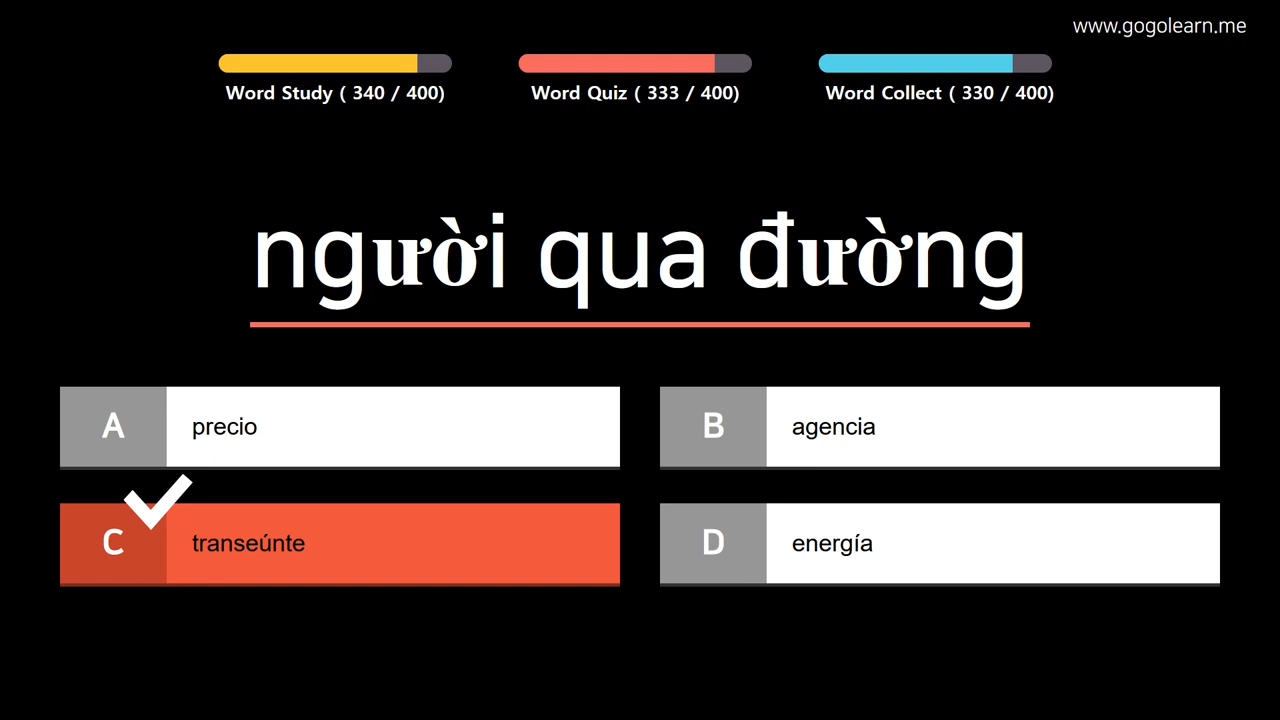 www.gogolearn.me
Word Study ( 340 / 400)
Word Quiz ( 333 / 400)
Word Collect ( 330 / 400)
người qua đường
A precio
B agencia
C transeúnte
D energía